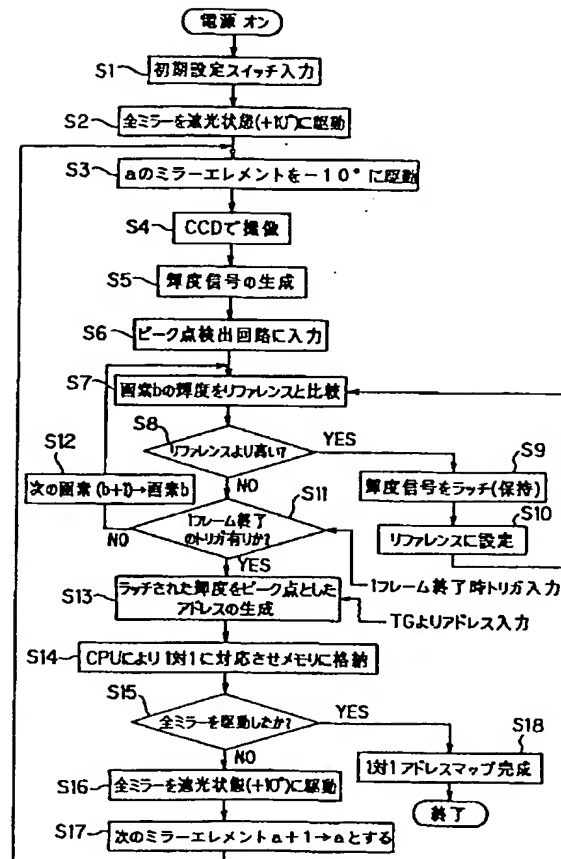 電源 オン
S1
初期設定スイッチ入力
S2
全ミラーを遮光状態(+10°)に駆動
S3
aのミラーエレメントを-10°に駆動
S4
CCDで撮像
S5
輝度信号の生成
S6
ピーク点検出回路に入力
S7
画素bの輝度をリファレンスと比較
S8
リファレンスより高い?
YES
NO
S9
輝度信号をラッチ(保持)
S10
リファレンスに設定
S12
次の画素(b+1)→画素b
S11
1フレーム終了
のトリガ有りか?
NO
YES
1フレーム終了時トリガ入力
S13
ラッチされた輝度をピーク点とした
アドレスの生成
TGよりアドレス入力
S14
CPUにより1対1に対応させメモリに格納
S15
全ミラーを駆動したか?
YES
NO
S18
1対1アドレスマップ完成
終了
S16
全ミラーを遮光状態(+10°)に駆動
S17
次のミラーエレメントa+1→aとする